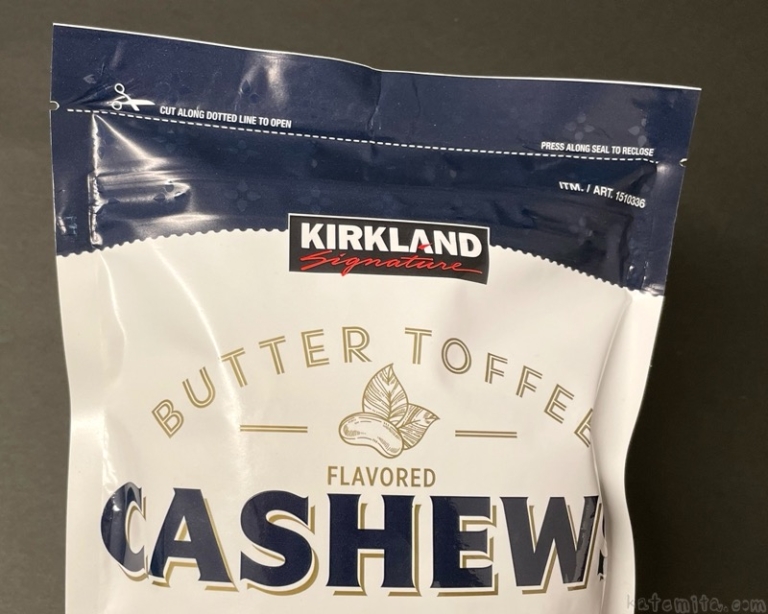 CUT ALONG DOTTED LINE TO OPEN
PRESS ALONG SEAL TO RECLOSE
ITM. / ART. 1510336
KIRKLAND
Signature
BUTTER TOFFEE
FLAVORED
CASHEWS
katemita.com